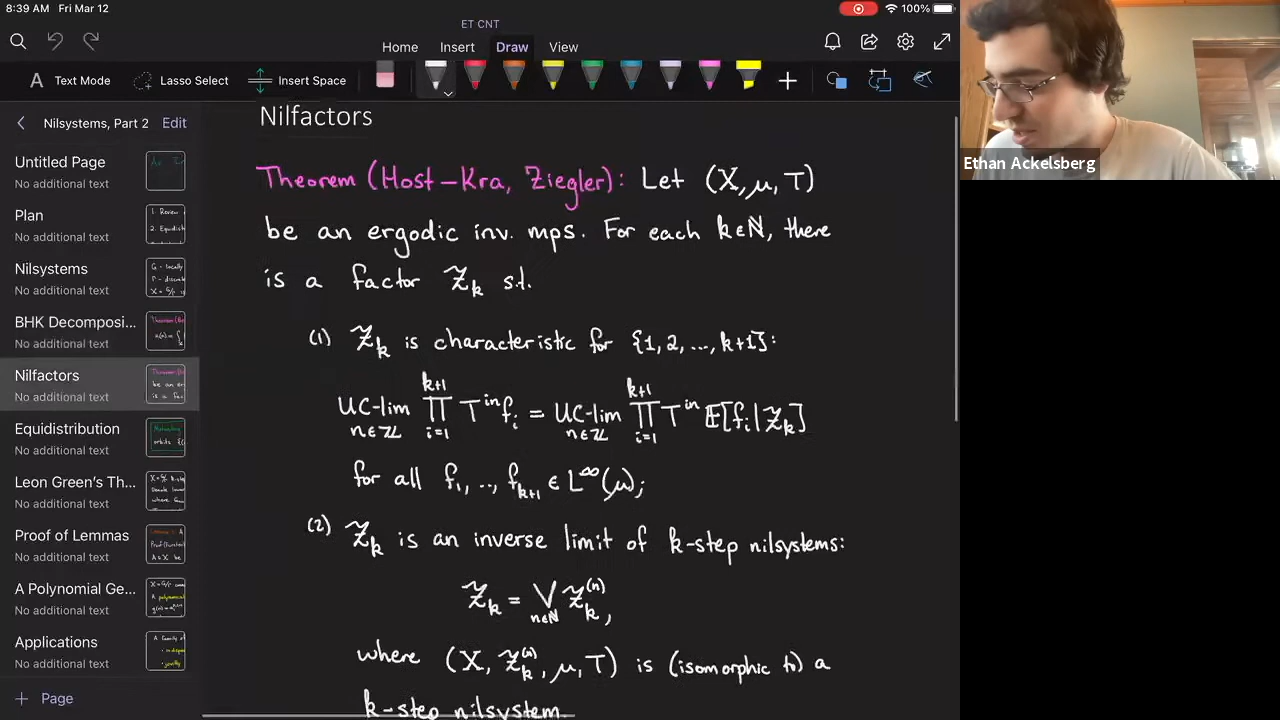 8:39 AM Fri Mar 12
100%
ET CNT
Home Insert Draw View
A Text Mode Lasso Select Insert Space
Nilsystems, Part 2 Edit
Untitled Page
No additional text
Plan
No additional text
Nilsystems
No additional text
BHK Decomposi...
No additional text
Nilfactors
No additional text
Equidistribution
No additional text
Leon Green's Th...
No additional text
Proof of Lemmas
No additional text
A Polynomial Ge...
No additional text
Applications
No additional text
+ Page
Nilfactors
Theorem (Host–Kra, Ziegler): Let (X, μ, T)
be an ergodic inv. mps. For each k∈ℕ, there
is a factor 𝒵_k s.t.
(1) 𝒵_k is characteristic for {1, 2, ..., k+1}:
UC-lim_{n∈ℤ} ∏_{i=1}^{k+1} T^{in} f_i = UC-lim_{n∈ℤ} ∏_{i=1}^{k+1} T^{in} 𝔼[f_i|𝒵_k]
for all f_1, .., f_{k+1} ∈ L^∞(μ);
(2) 𝒵_k is an inverse limit of k-step nilsystems:
𝒵_k = ⋁_{n∈ℕ} 𝒵_k^{(n)},
where (X, 𝒵_k^{(n)}, μ, T) is (isomorphic to) a
k-step nilsystem.
Ethan Ackelsberg